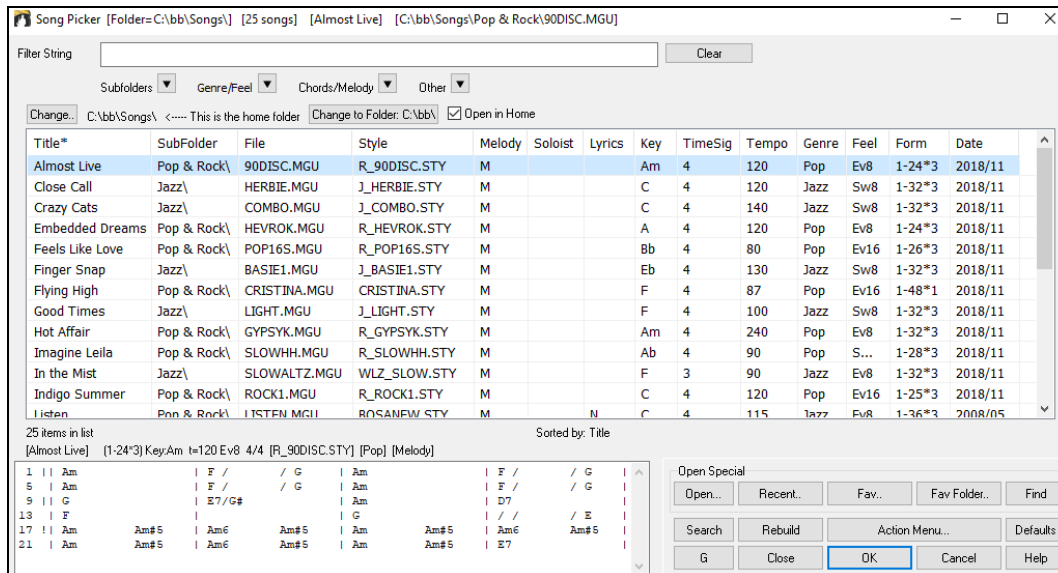 Song Picker [Folder=C:\bb\Songs\] [25 songs] [Almost Live] [C:\bb\Songs\Pop & Rock\90DISC.MGU]
Filter String Clear
Subfolders Genre/Feel Chords/Melody Other
Change.. C:\bb\Songs\ <----- This is the home folder Change to Folder: C:\bb\ Open in Home
Title* SubFolder File Style Melody Soloist Lyrics Key TimeSig Tempo Genre Feel Form Date
Almost Live Pop & Rock\ 90DISC.MGU R_90DISC.STY M Am 4 120 Pop Ev8 1-24*3 2018/11
Close Call Jazz\ HERBIE.MGU J_HERBIE.STY M C 4 120 Jazz Sw8 1-32*3 2018/11
Crazy Cats Jazz\ COMBO.MGU J_COMBO.STY M C 4 140 Jazz Sw8 1-32*3 2018/11
Embedded Dreams Pop & Rock\ HEVROK.MGU R_HEVROK.STY M A 4 120 Pop Ev8 1-24*3 2018/11
Feels Like Love Pop & Rock\ POP16S.MGU R_POP16S.STY M Bb 4 80 Pop Ev16 1-26*3 2018/11
Finger Snap Jazz\ BASIE1.MGU J_BASIE1.STY M Eb 4 130 Jazz Sw8 1-32*3 2018/11
Flying High Pop & Rock\ CRISTINA.MGU CRISTINA.STY M F 4 87 Pop Ev16 1-48*1 2018/11
Good Times Jazz\ LIGHT.MGU J_LIGHT.STY M F 4 100 Jazz Sw8 1-32*3 2018/11
Hot Affair Pop & Rock\ GYPSYK.MGU R_GYPSYK.STY M Am 4 240 Pop Ev8 1-24*3 2018/11
Imagine Leila Pop & Rock\ SLOWHH.MGU R_SLOWHH.STY M Ab 4 90 Pop S... 1-28*3 2018/11
In the Mist Jazz\ SLOWALTZ.MGU WLZ_SLOW.STY M F 3 90 Jazz Ev8 1-32*3 2018/11
Indigo Summer Pop & Rock\ ROCK1.MGU R_ROCK1.STY M C 4 120 Pop Ev16 1-25*3 2018/11
Listen Pop & Rock\ LISTEN.MGU BOSANEW.STY M N C 4 115 Jazz Ev8 1-36*3 2008/05
25 items in list Sorted by: Title
[Almost Live] (1-24*3) Key:Am t=120 Ev8 4/4 [R_90DISC.STY] [Pop] [Melody]
1 || Am | F / / G | Am | F / / G |
5 | Am | F / / G | Am | F / / G |
9 || G | E7/G# | Am | D7 |
13 | F | | G | / / / E |
17 !| Am Am#5 | Am6 Am#5 | Am Am#5 | Am6 Am#5 |
21 | Am Am#5 | Am6 Am#5 | Am Am#5 | E7 |
Open Special
Open... Recent.. Fav.. Fav Folder.. Find
Search Rebuild Action Menu... Defaults
G Close OK Cancel Help